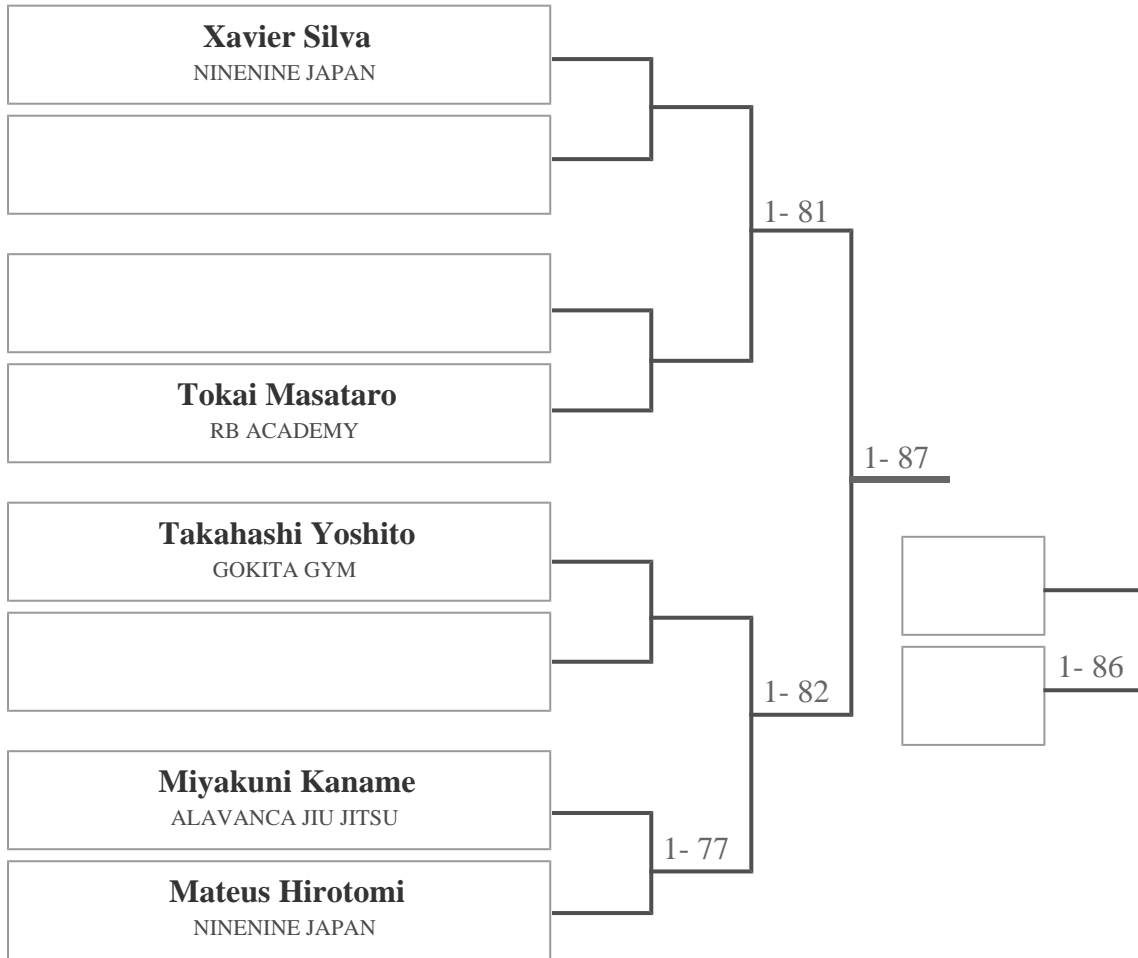 Xavier Silva
NINENINE JAPAN
1- 81
Tokai Masataro
RB ACADEMY
1- 87
Takahashi Yoshito
GOKITA GYM
1- 86
1- 82
Miyakuni Kaname
ALAVANCA JIU JITSU
1- 77
Mateus Hirotomi
NINENINE JAPAN